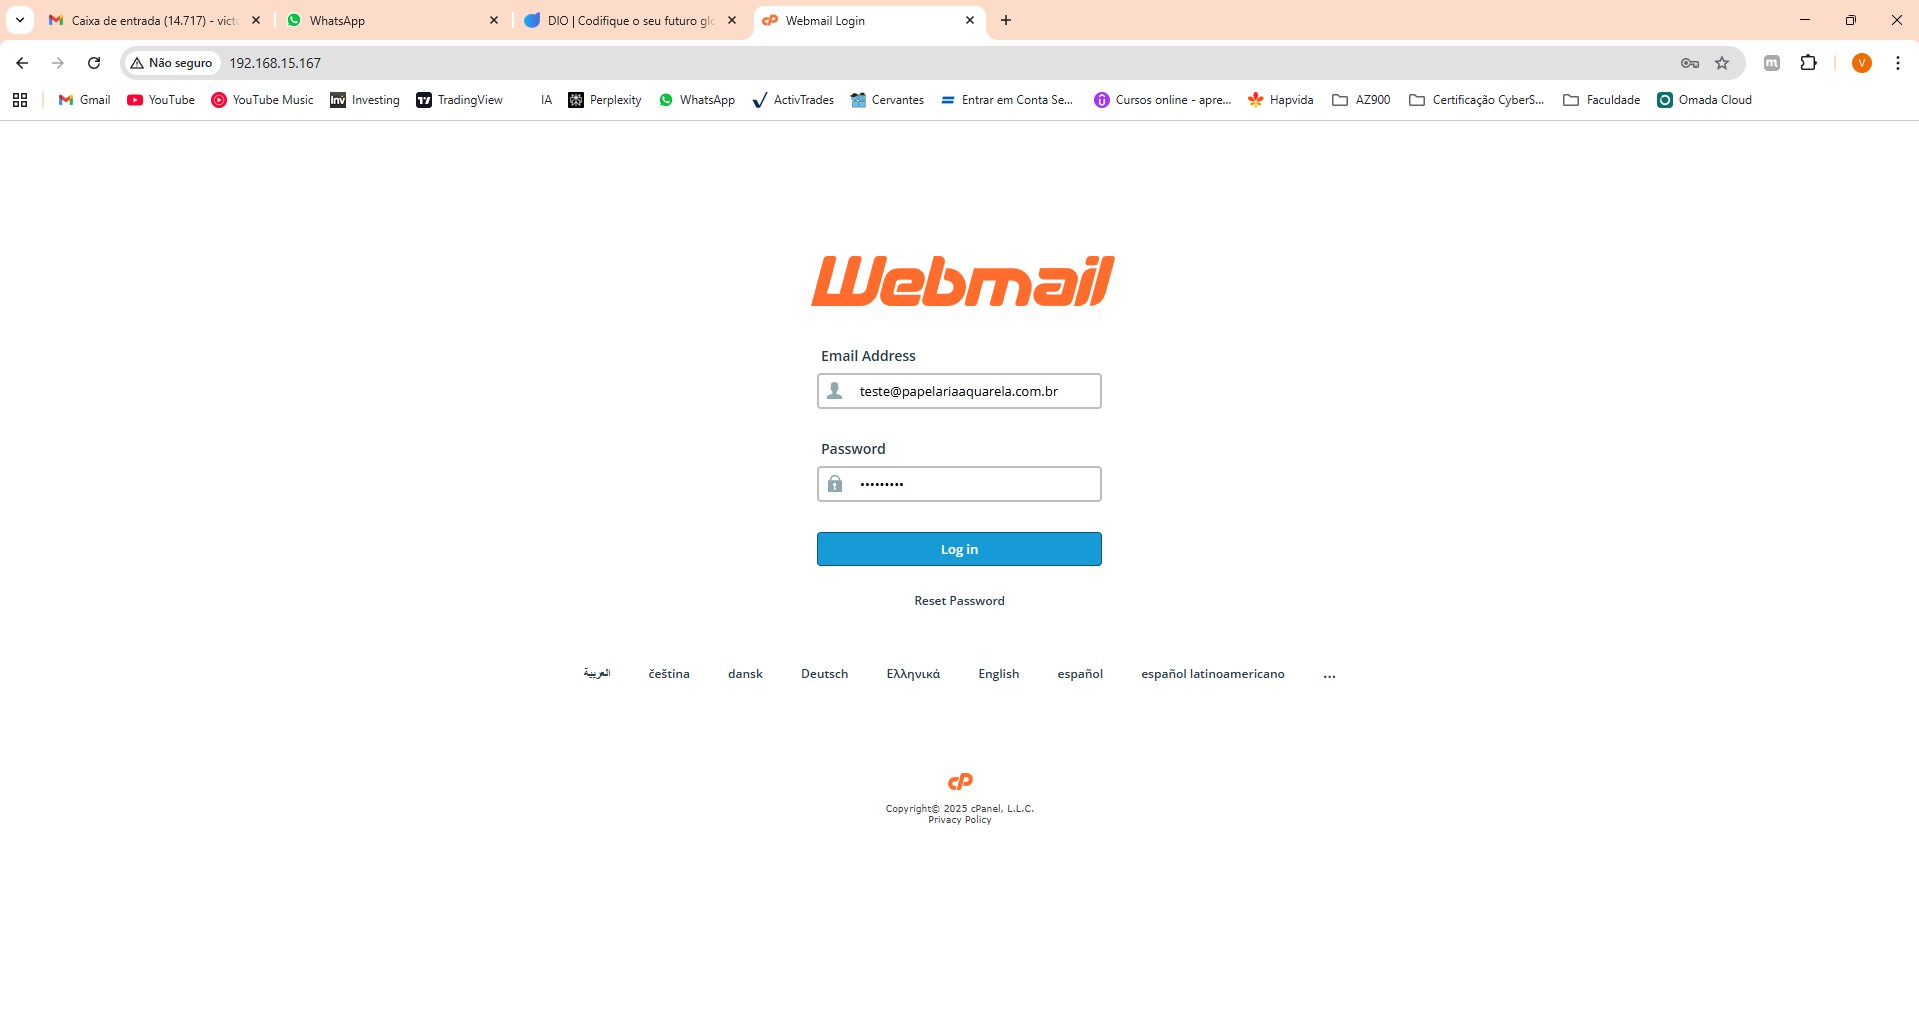 Caixa de entrada (14.717) - vict
WhatsApp
DIO | Codifique o seu futuro glo
Webmail Login
Não seguro
192.168.15.167
m
V
Gmail
YouTube
YouTube Music
Inv
Investing
TradingView
IA
Perplexity
WhatsApp
ActivTrades
Cervantes
Entrar em Conta Se...
Cursos online - apre...
Hapvida
AZ900
Certificação CyberS...
Faculdade
Omada Cloud
Webmail
Email Address
teste@papelariaaquarela.com.br
Password
•••••••••
Log in
Reset Password
العربية čeština dansk Deutsch Ελληνικά English español español latinoamericano ...
cP
Copyright© 2025 cPanel, L.L.C.
Privacy Policy